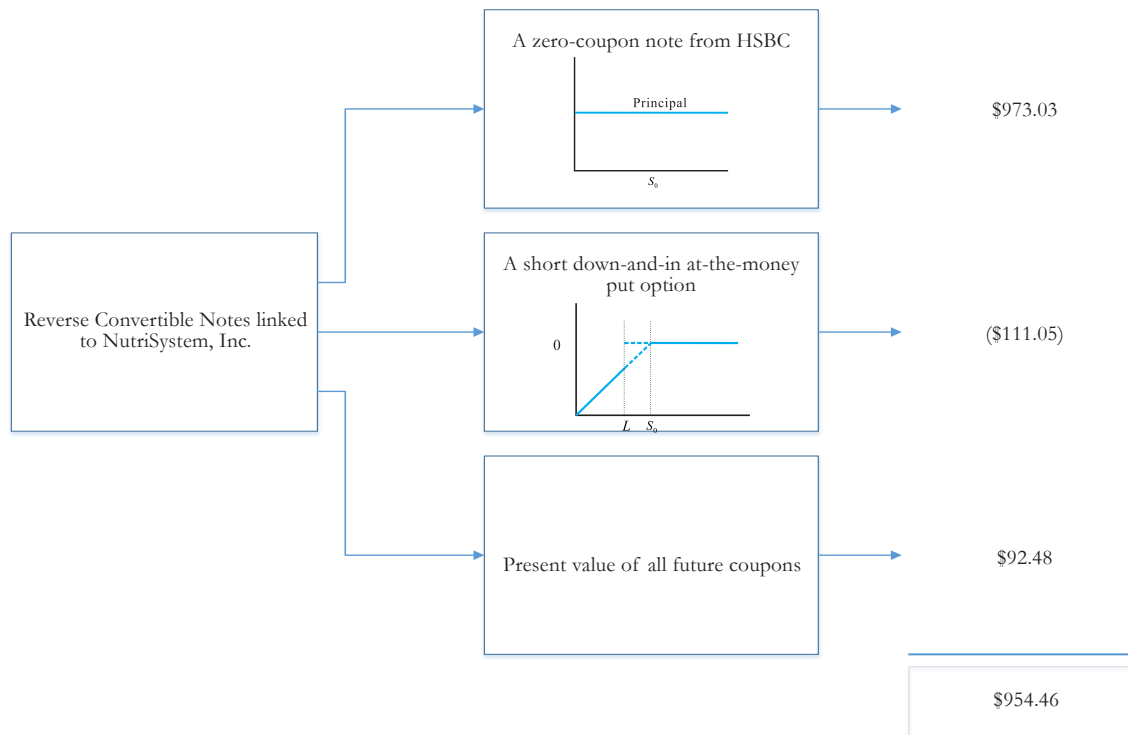 A zero-coupon note from HSBC
Principal
S₀
$973.03
Reverse Convertible Notes linked
to NutriSystem, Inc.
A short down-and-in at-the-money
put option
0
L S₀
($111.05)
Present value of all future coupons
$92.48
$954.46